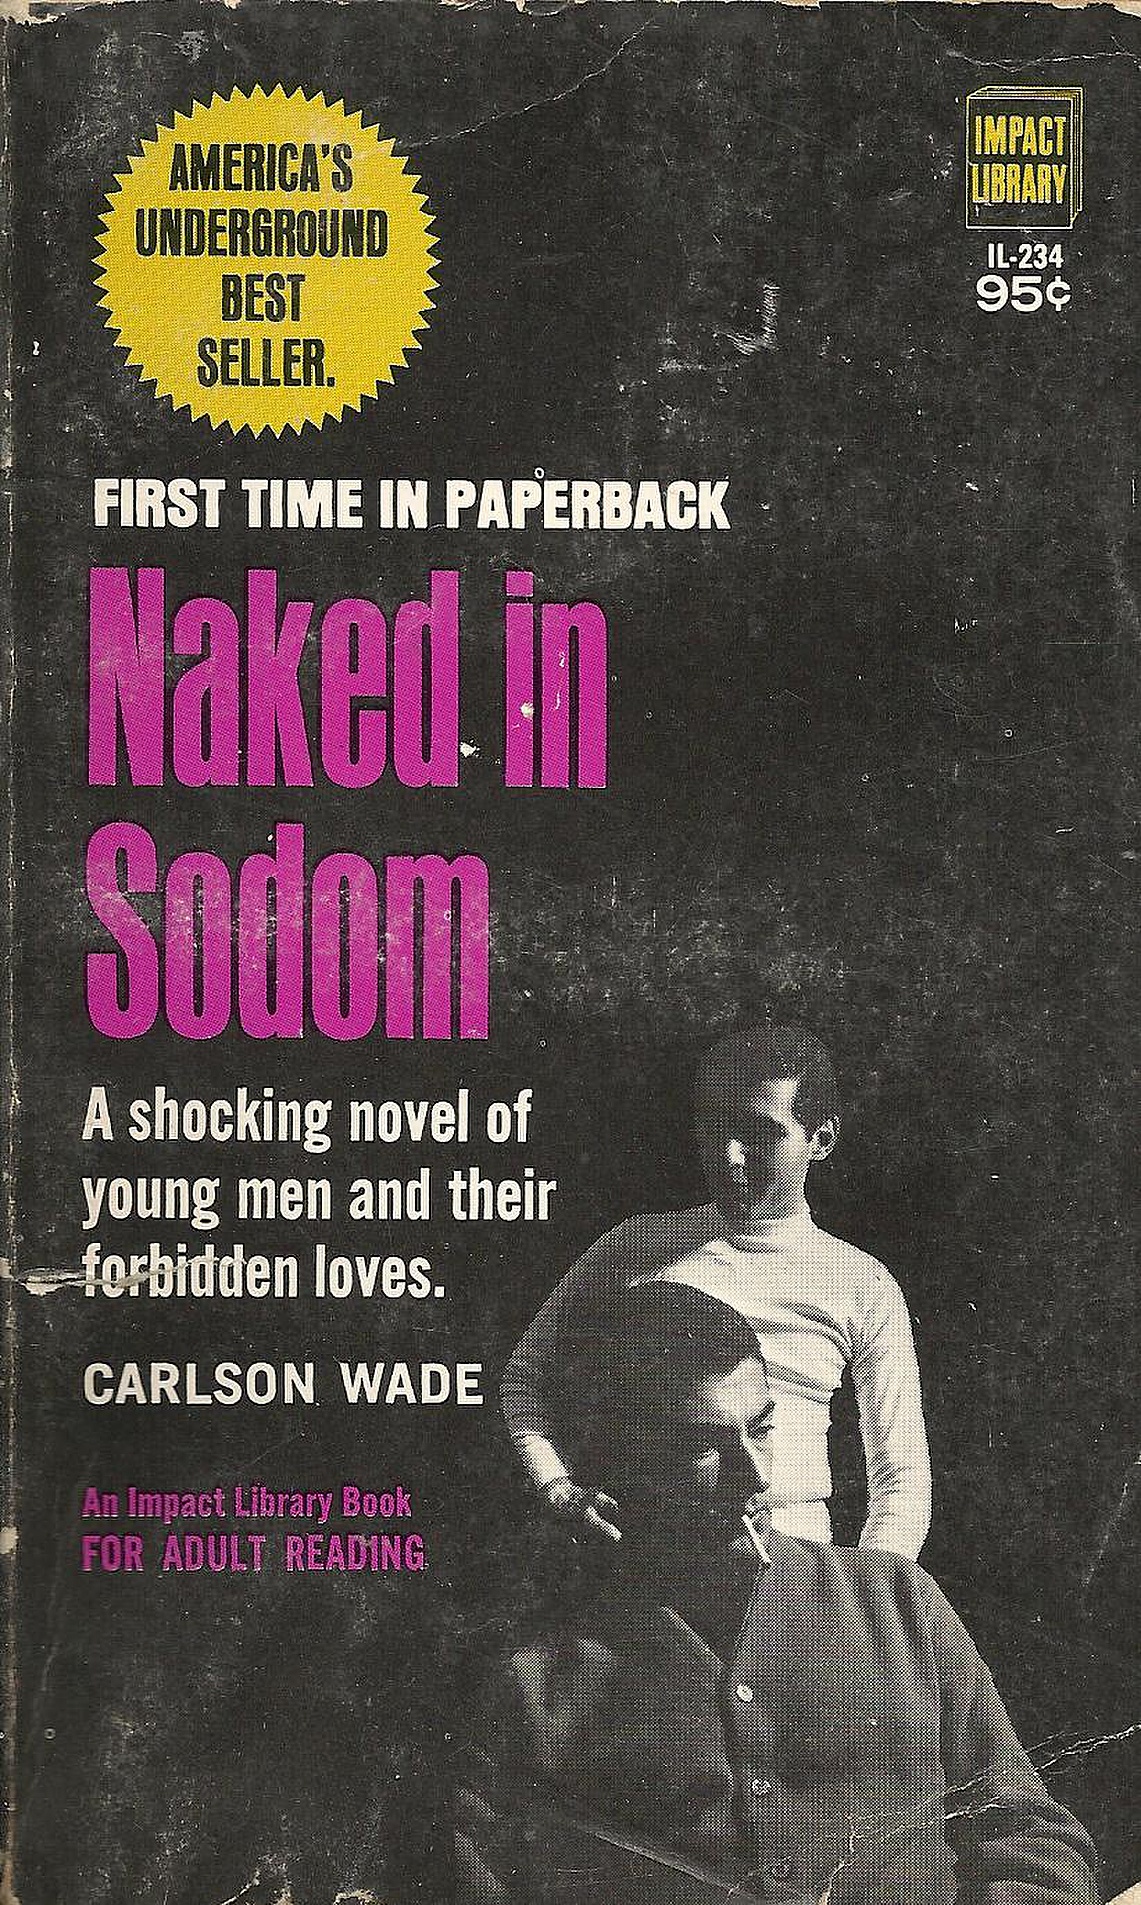 AMERICA'S
UNDERGROUND
BEST
SELLER.
IMPACT
LIBRARY
IL-234
95¢
FIRST TIME IN PAPERBACK
Naked in
Sodom
A shocking novel of
young men and their
forbidden loves.
CARLSON WADE
An Impact Library Book
FOR ADULT READING